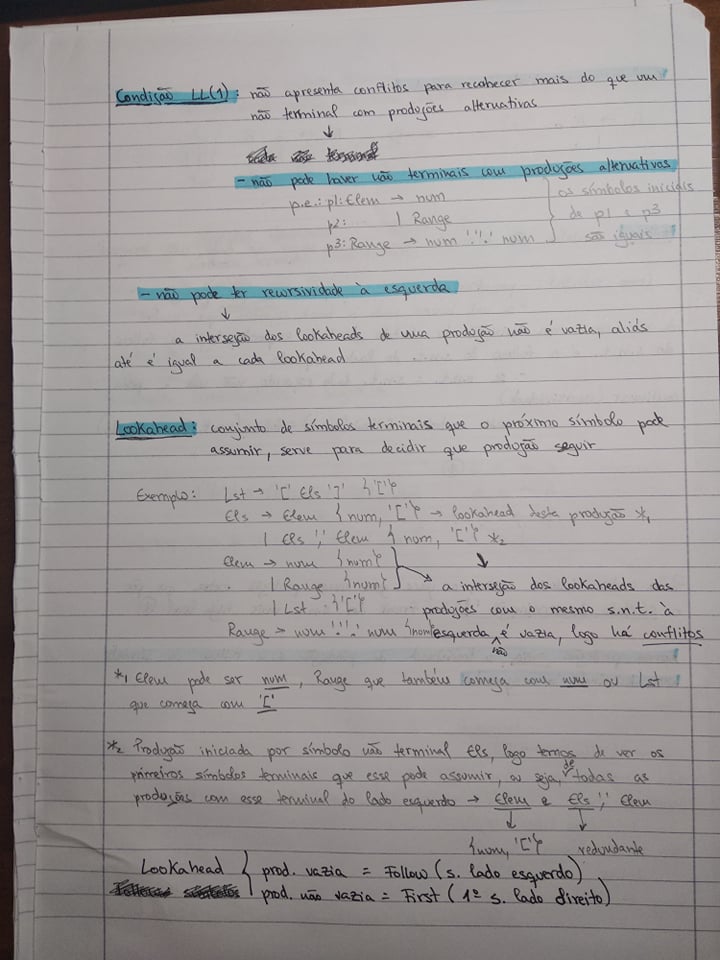 Condição LL(1): não apresenta conflitos para reconhecer mais do que um
não terminal com produções alternativas
↓
- não pode haver não terminais com produções alternativas
p.e.: p1: Elem → num
p2: | Range
p3: Range → num '..' num
os símbolos iniciais
de p1 e p3
são iguais
- não pode ter recursividade à esquerda
↓
a interseção dos lookaheads de uma produção não é vazia, aliás
até é igual a cada lookahead
Lookahead: conjunto de símbolos terminais que o próximo símbolo pode
assumir, serve para decidir que produção seguir
Exemplo: Lst → '[' Els ']' {'['}
Els → Elem {num, '['} → lookahead desta produção *1
| Els ',' Elem {num, '['} *2
Elem → num {num}
| Range {num} a interseção dos lookaheads das
| Lst {'['} produções com o mesmo s.n.t. à
Range → num '..' num {num} esquerda não é vazia, logo há conflitos
*1 Elem pode ser num, Range que também começa com num ou Lst
que começa com '['
*2 Produção iniciada por símbolo não terminal Els, logo temos de ver os
primeiros símbolos terminais que esse pode assumir, ou seja, de todas as
produções com esse terminal do lado esquerdo → Elem e Els ',' Elem
↓ ↓
{num, '['} redundante
Lookahead { prod. vazia = Follow (s. lado esquerdo)
prod. não vazia = First (1º s. lado direito)